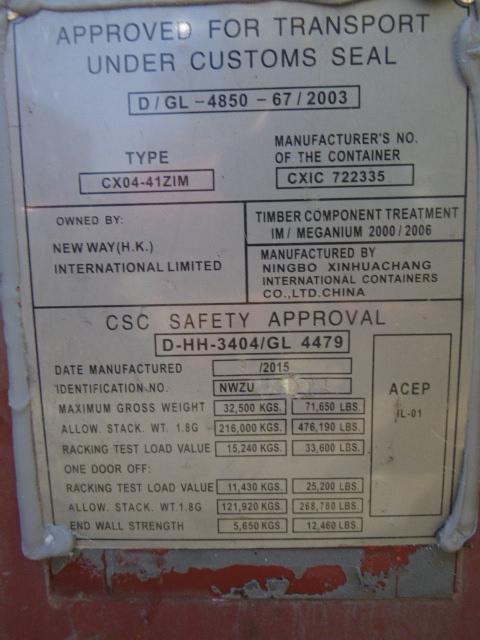 APPROVED FOR TRANSPORT
UNDER CUSTOMS SEAL
D/GL-4850-67/2003
TYPE
CX04-41ZIM
MANUFACTURER'S NO.
OF THE CONTAINER
CXIC 722335
OWNED BY:
NEW WAY(H.K.)
INTERNATIONAL LIMITED
TIMBER COMPONENT TREATMENT
IM/ MEGANIUM 2000/2006
MANUFACTURED BY
NINGBO XINHUACHANG
INTERNATIONAL CONTAINERS
CO.,LTD.CHINA
CSC SAFETY APPROVAL
D-HH-3404/GL 4479
DATE MANUFACTURED /2015
IDENTIFICATION NO. NWZU
MAXIMUM GROSS WEIGHT 32,500 KGS. 71,650 LBS.
ALLOW. STACK. WT. 1.8G 216,000 KGS. 476,190 LBS.
RACKING TEST LOAD VALUE 15,240 KGS. 33,600 LBS.
ONE DOOR OFF:
RACKING TEST LOAD VALUE 11,430 KGS. 25,200 LBS.
ALLOW. STACK. WT.1.8G 121,920 KGS. 268,780 LBS.
END WALL STRENGTH 5,650 KGS. 12,460 LBS.
ACEP
IL-01